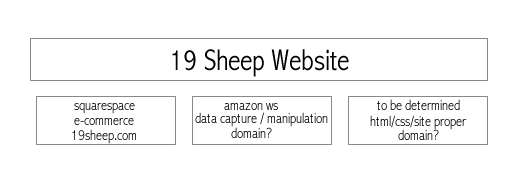 19 Sheep Website
squarespace
e-commerce
19sheep.com
amazon ws
data capture / manipulation
domain?
to be determined
html/css/site proper
domain?